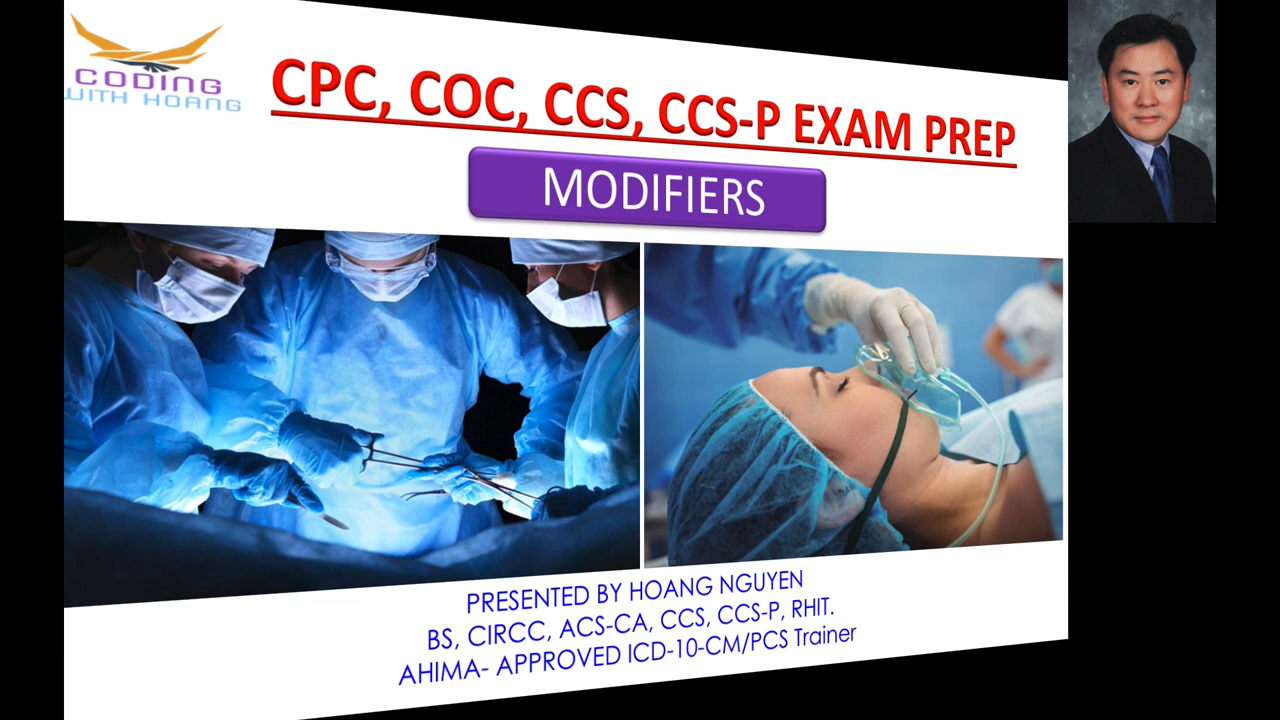 CODING
WITH HOANG
CPC, COC, CCS, CCS-P EXAM PREP
MODIFIERS
PRESENTED BY HOANG NGUYEN
BS, CIRCC, ACS-CA, CCS, CCS-P, RHIT.
AHIMA- APPROVED ICD-10-CM/PCS Trainer